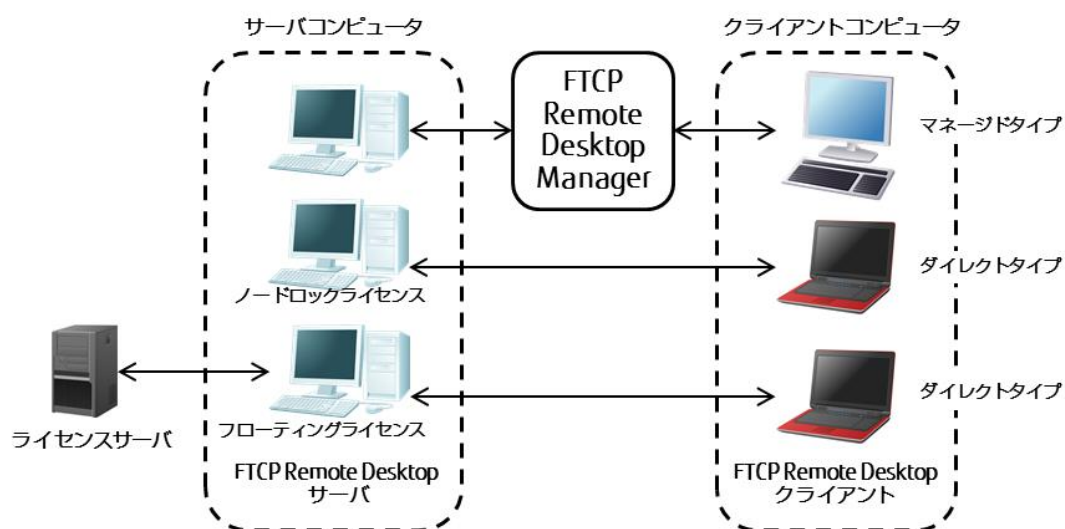 サーバコンピュータ
クライアントコンピュータ
FTCP
Remote
Desktop
Manager
マネージドタイプ
ノードロックライセンス
ダイレクトタイプ
ライセンスサーバ
フローティングライセンス
ダイレクトタイプ
FTCP Remote Desktop
サーバ
FTCP Remote Desktop
クライアント